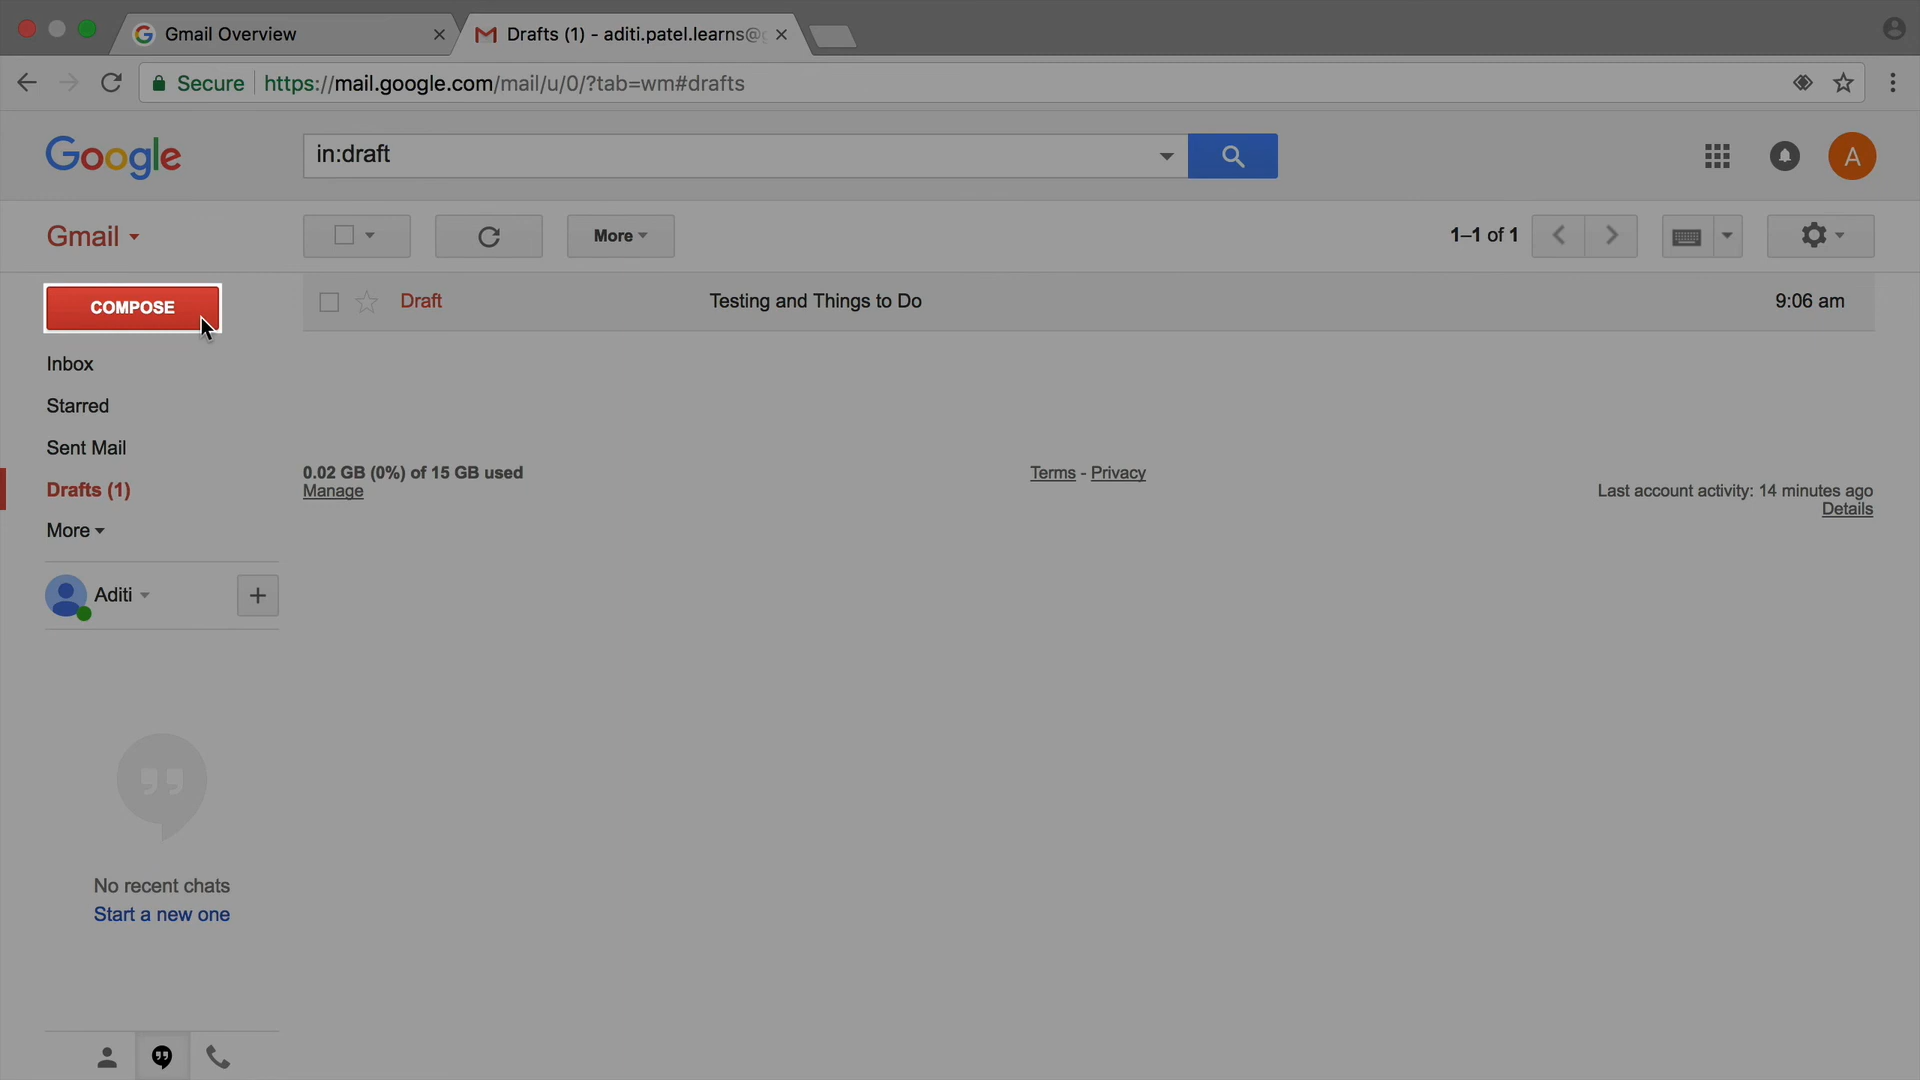 Gmail Overview
Drafts (1) - aditi.patel.learns@g
Secure
https://mail.google.com/mail/u/0/?tab=wm#drafts
Google
in:draft
A
Gmail
More
1–1 of 1
COMPOSE
Draft
Testing and Things to Do
9:06 am
Inbox
Starred
Sent Mail
Drafts (1)
More
0.02 GB (0%) of 15 GB used
Manage
Terms - Privacy
Last account activity: 14 minutes ago
Details
Aditi
No recent chats
Start a new one